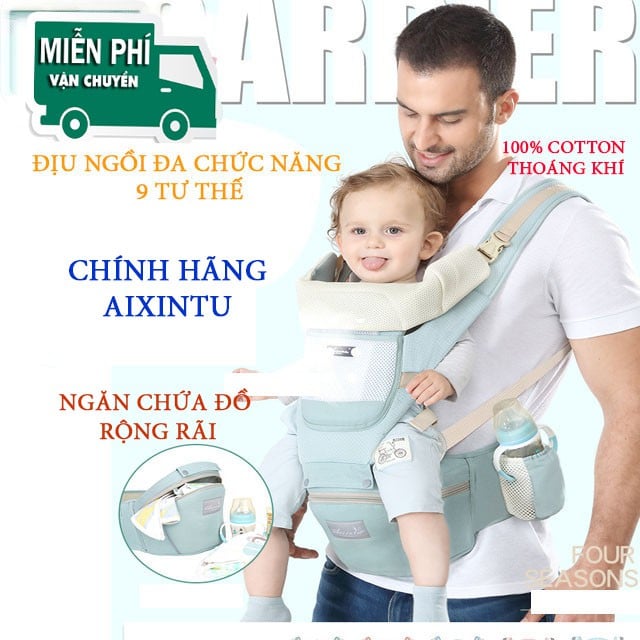 CARRIER
MIỄN PHÍ
VẬN CHUYỂN
ĐỊU NGỒI ĐA CHỨC NĂNG
9 TƯ THẾ
100% COTTON
THOÁNG KHÍ
CHÍNH HÃNG
AIXINTU
NGĂN CHỨA ĐỒ
RỘNG RÃI
FOUR
SEASONS